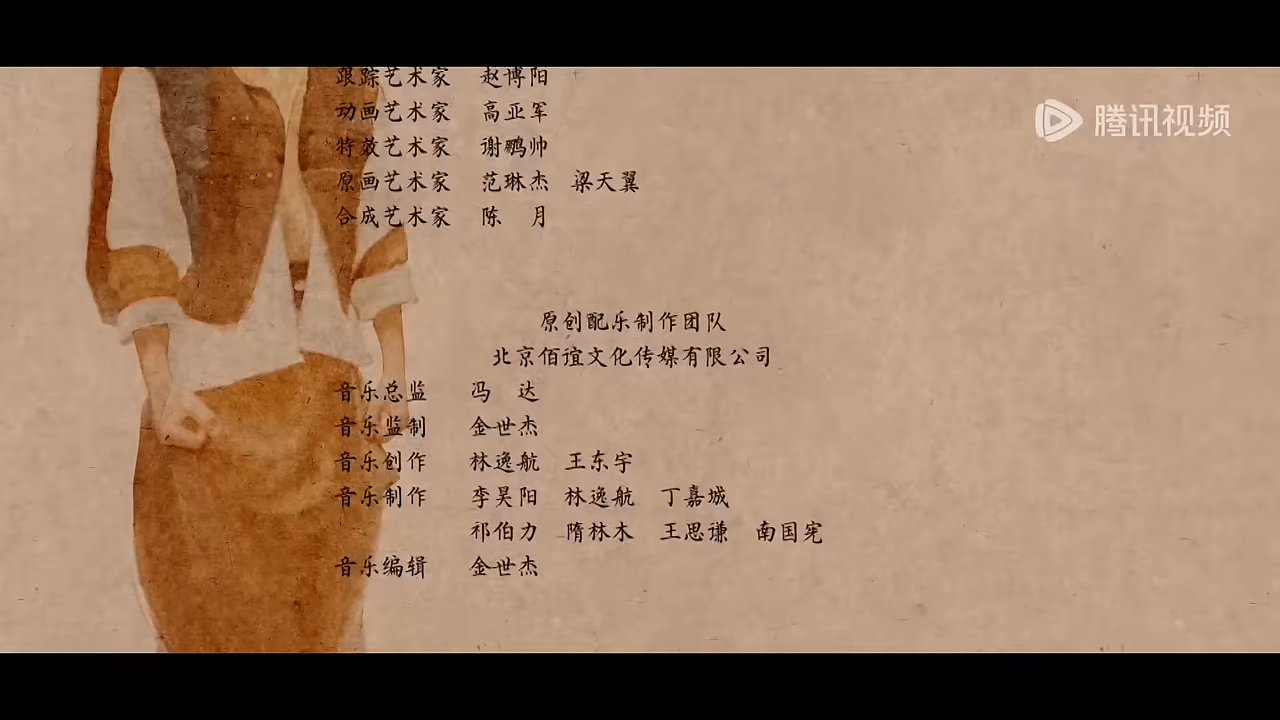 跟踪艺术家 赵博阳
腾讯视频
动画艺术家 高亚军
特效艺术家 谢鹏帅
原画艺术家 范琳杰 梁天翼
合成艺术家 陈 月
原创配乐制作团队
北京佰谊文化传媒有限公司
音乐总监 冯 达
音乐监制 金世杰
音乐创作 林逸航 王东宇
音乐制作 李昊阳 林逸航 丁嘉城
祁伯力 隋林木 王思谦 南国宪
音乐编辑 金世杰